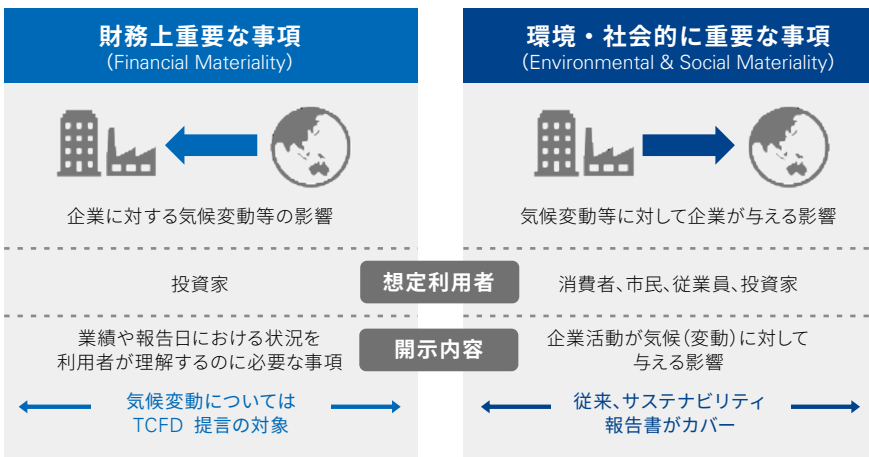 財務上重要な事項
（Financial Materiality）
企業に対する気候変動等の影響
投資家
業績や報告日における状況を
利用者が理解するのに必要な事項
気候変動については
TCFD 提言の対象
想定利用者
開示内容
環境・社会的に重要な事項
（Environmental & Social Materiality）
気候変動等に対して企業が与える影響
消費者、市民、従業員、投資家
企業活動が気候（変動）に対して
与える影響
従来、サステナビリティ
報告書がカバー